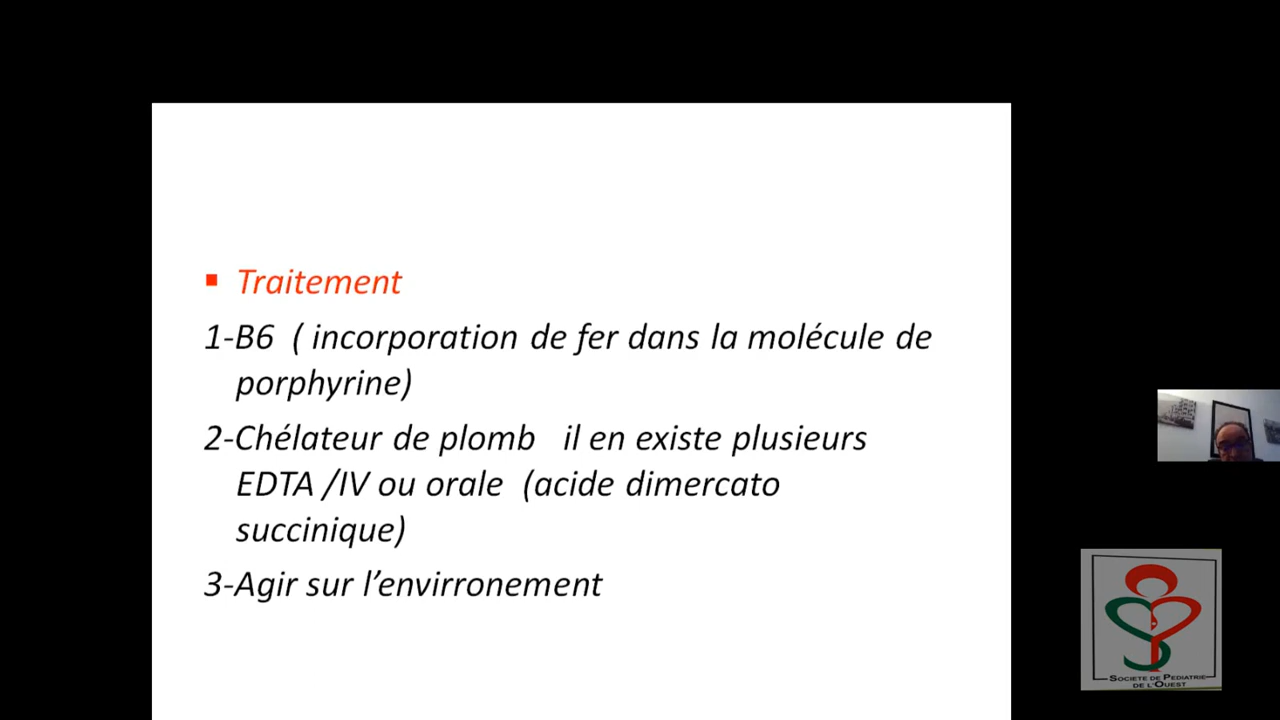 Traitement
1-B6 ( incorporation de fer dans la molécule de
porphyrine)
2-Chélateur de plomb il en existe plusieurs
EDTA /IV ou orale (acide dimercato
succinique)
3-Agir sur l’envirronement
SOCIETE DE PEDIATRIE
DE L'OUEST